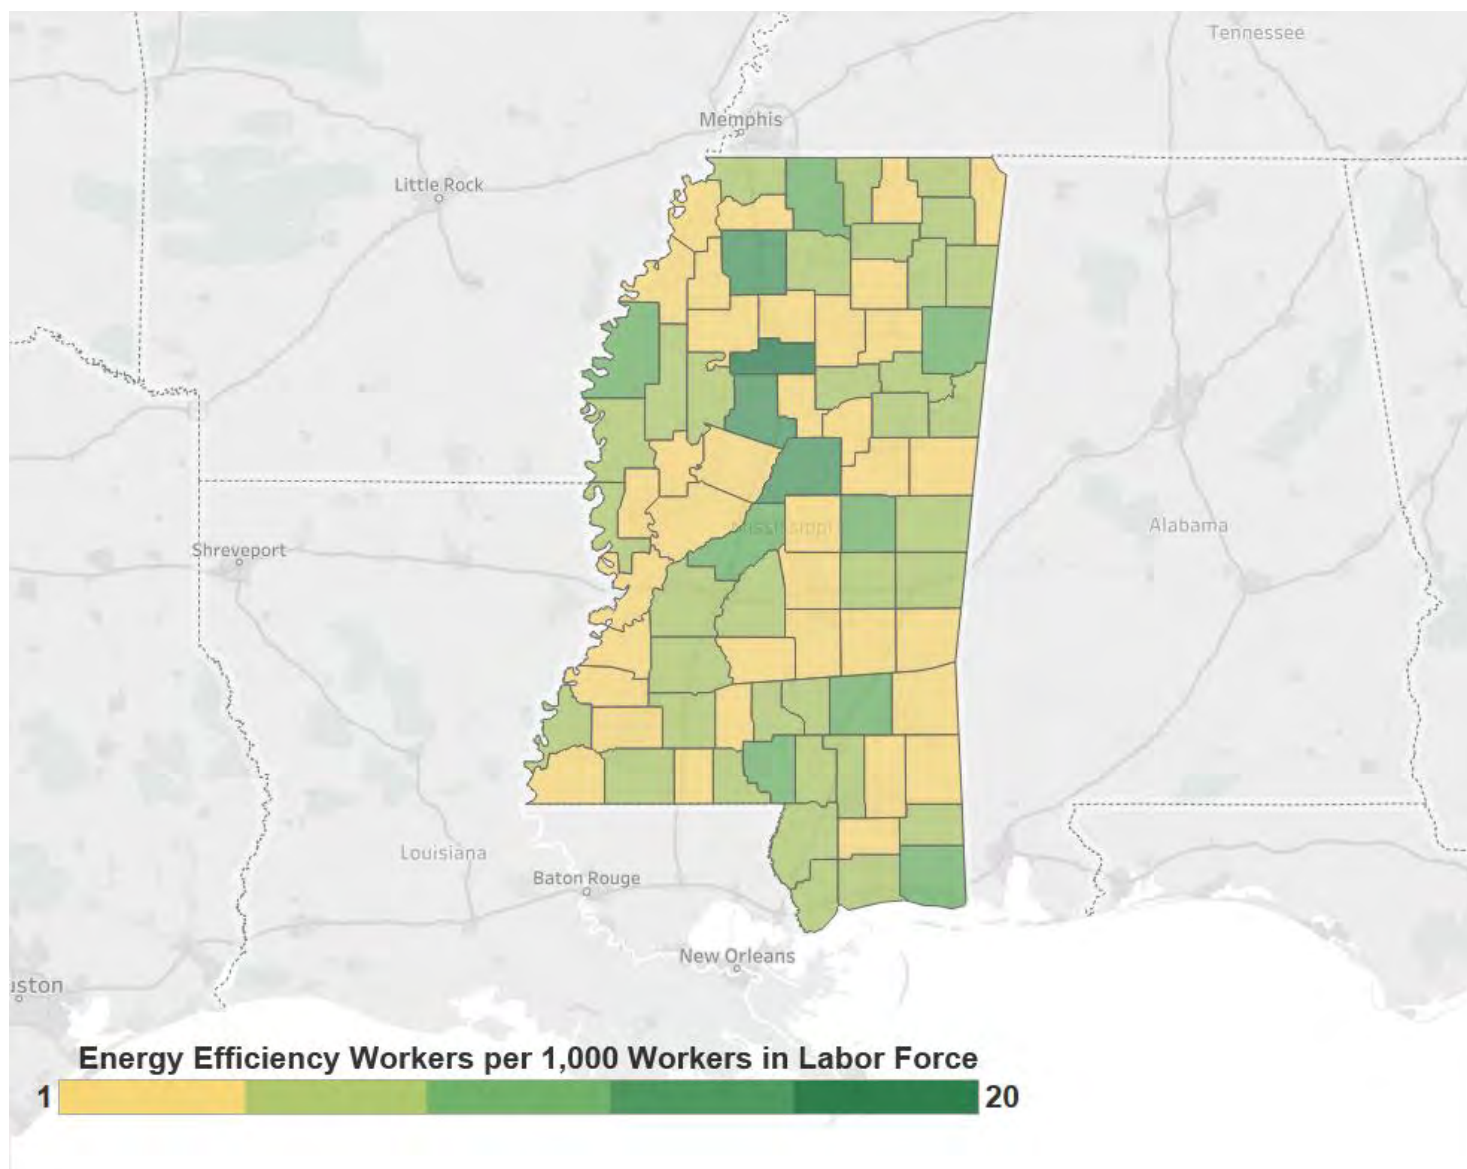 Tennessee
Memphis
Little Rock
Mississippi
Alabama
Shreveport
Louisiana
Baton Rouge
New Orleans
uston
Energy Efficiency Workers per 1,000 Workers in Labor Force
1
20